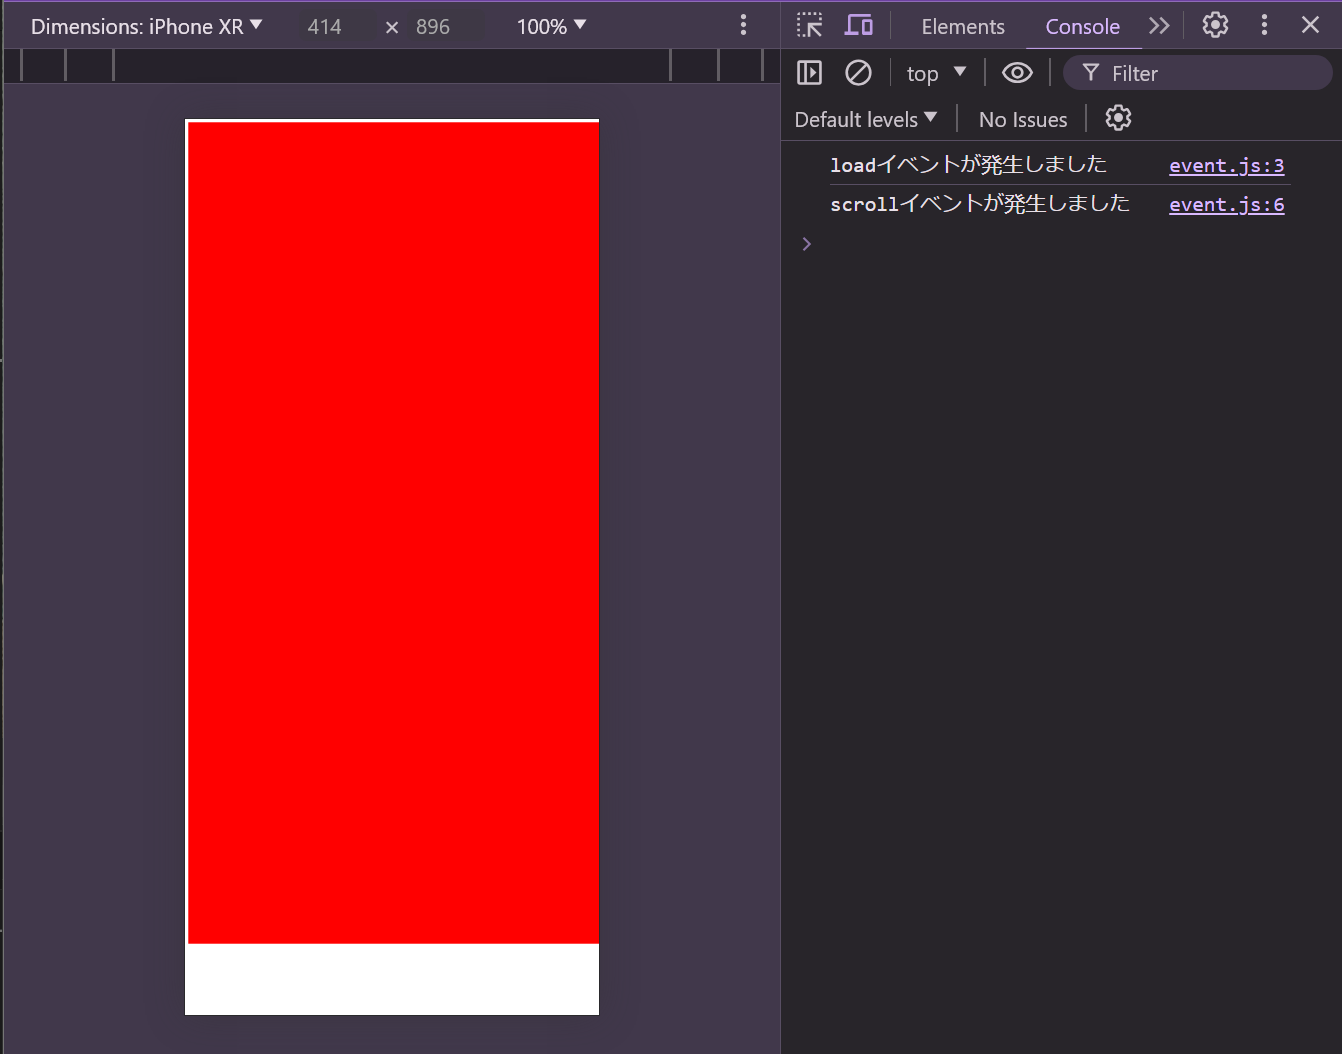 Dimensions: iPhone XR 414 × 896 100%
Elements Console
top Filter
Default levels No Issues
loadイベントが発生しました event.js:3
scrollイベントが発生しました event.js:6